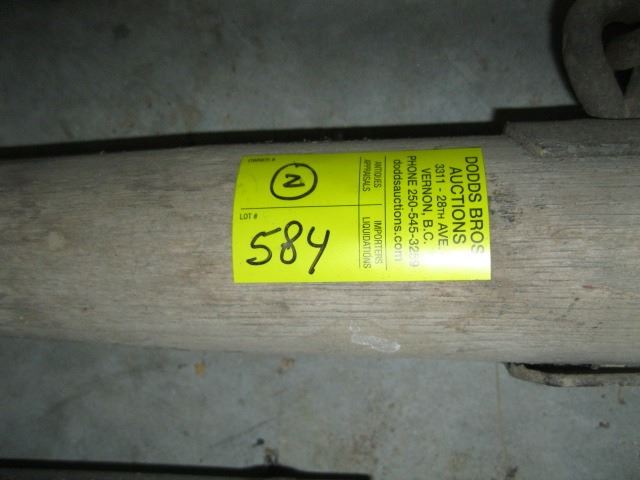 DODDS BROS
AUCTIONS
3311 - 28TH AVE.
VERNON, B.C.
PHONE 250-545-3259
doddsauctions.com
ANTIQUES
APPRAISALS
IMPORTERS
LIQUIDATIONS
OWNER #
N
LOT #
584